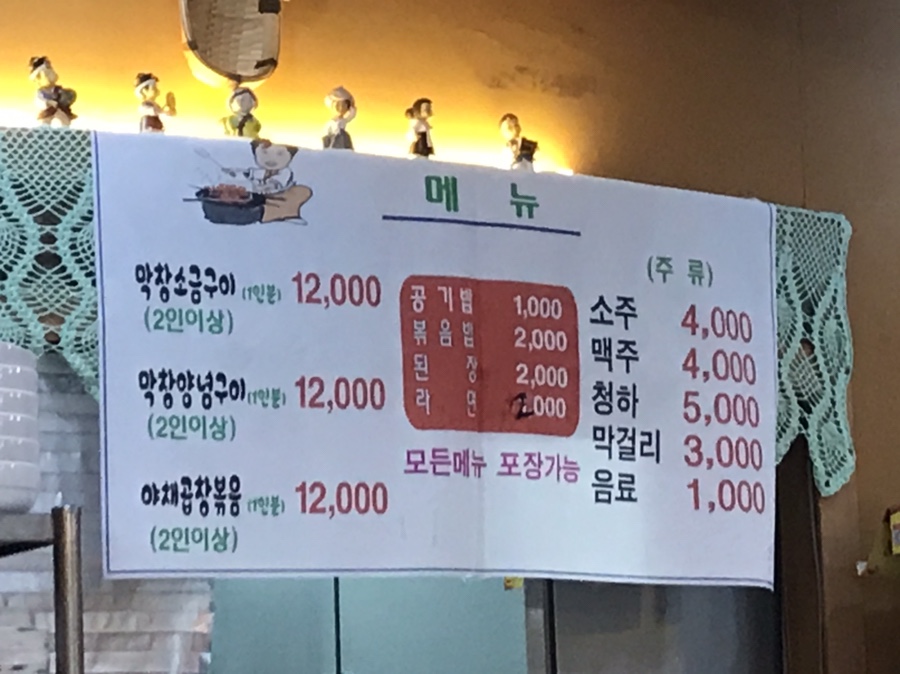 메 뉴
막창소금구이 (1인분) 12,000
(2인이상)
막창양념구이 (1인분) 12,000
(2인이상)
야채곱창볶음 (1인분) 12,000
(2인이상)
공기밥 1,000
볶음밥 2,000
된 장 2,000
라 면 2,000
모든메뉴 포장가능
(주 류)
소주 4,000
맥주 4,000
청하 5,000
막걸리 3,000
음료 1,000